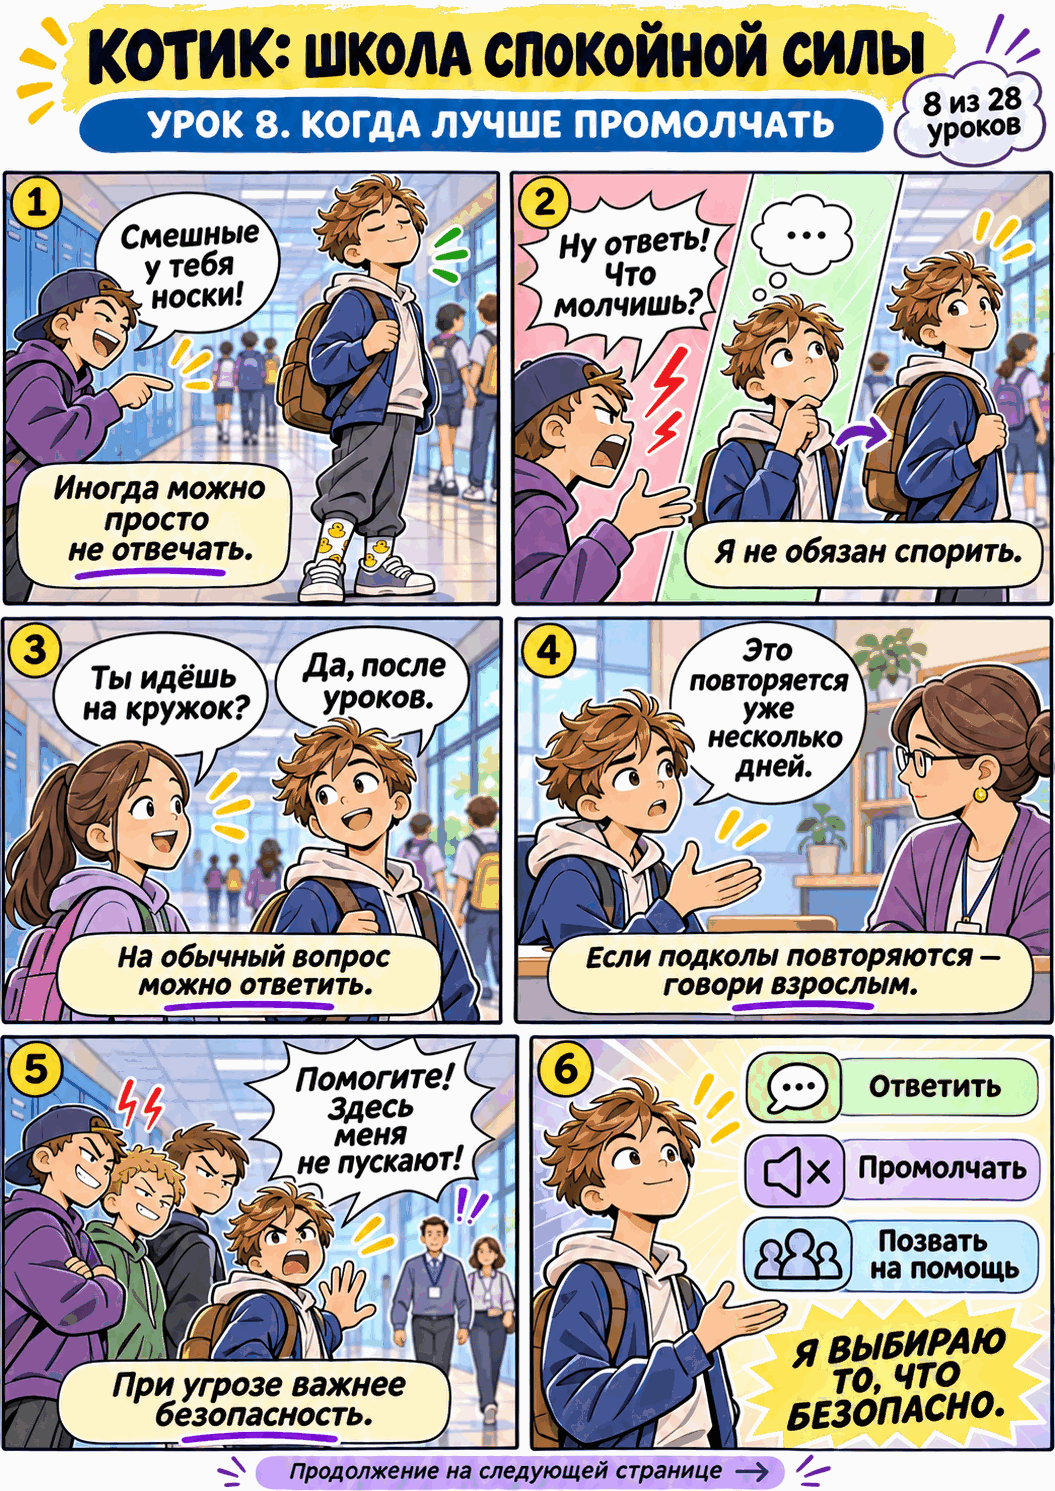 КОТИК: ШКОЛА СПОКОЙНОЙ СИЛЫ
УРОК 8. КОГДА ЛУЧШЕ ПРОМОЛЧАТЬ
8 из 28
уроков
1
Смешные
у тебя
носки!
Иногда можно
просто
не отвечать.
2
Ну ответь!
Что
молчишь?
...
Я не обязан спорить.
3
Ты идёшь
на кружок?
Да, после
уроков.
На обычный вопрос
можно ответить.
4
Это
повторяется
уже
несколько
дней.
Если подколы повторяются —
говори взрослым.
5
Помогите!
Здесь
меня
не пускают!
!!
При угрозе важнее
безопасность.
6
Ответить
Промолчать
Позвать
на помощь
Я ВЫБИРАЮ
ТО, ЧТО
БЕЗОПАСНО.
Продолжение на следующей странице →